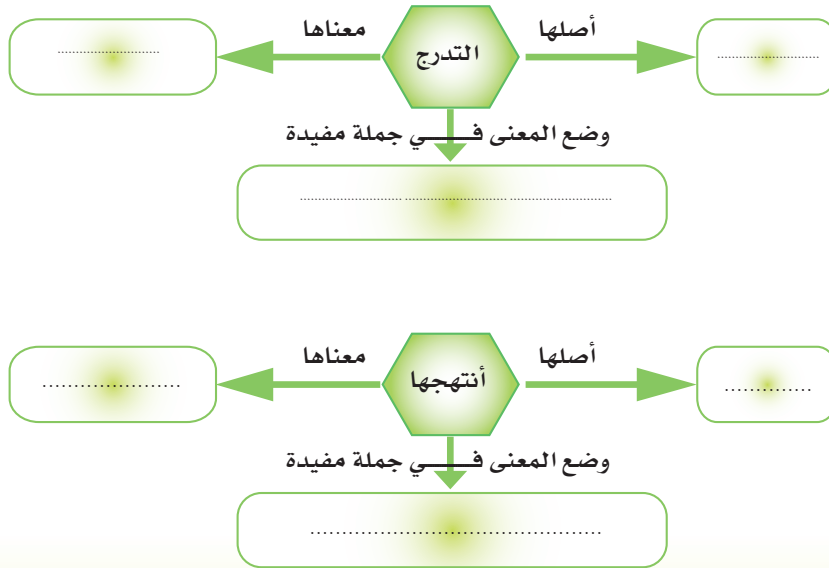 أصلها
التدرج
معناها
وضع المعنى في جملة مفيدة
أصلها
أنتهجها
معناها
وضع المعنى في جملة مفيدة